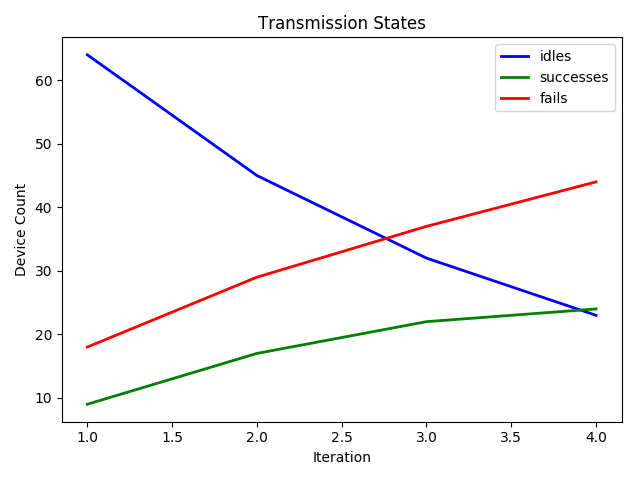 Transmission States
idles
successes
fails
Device Count
60
50
40
30
20
10
1.0 1.5 2.0 2.5 3.0 3.5 4.0
Iteration